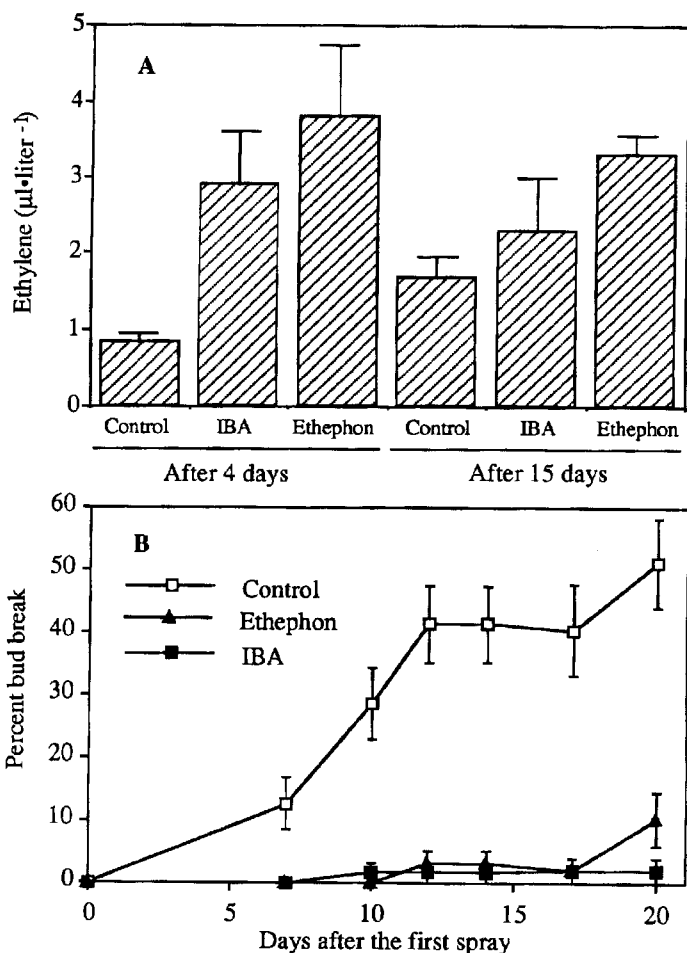 A
Ethylene (µl•liter⁻¹)
5
4
3
2
1
0
Control IBA Ethephon Control IBA Ethephon
After 4 days After 15 days
B
Percent bud break
60
50
40
30
20
10
0
Control
Ethephon
IBA
0 5 10 15 20
Days after the first spray